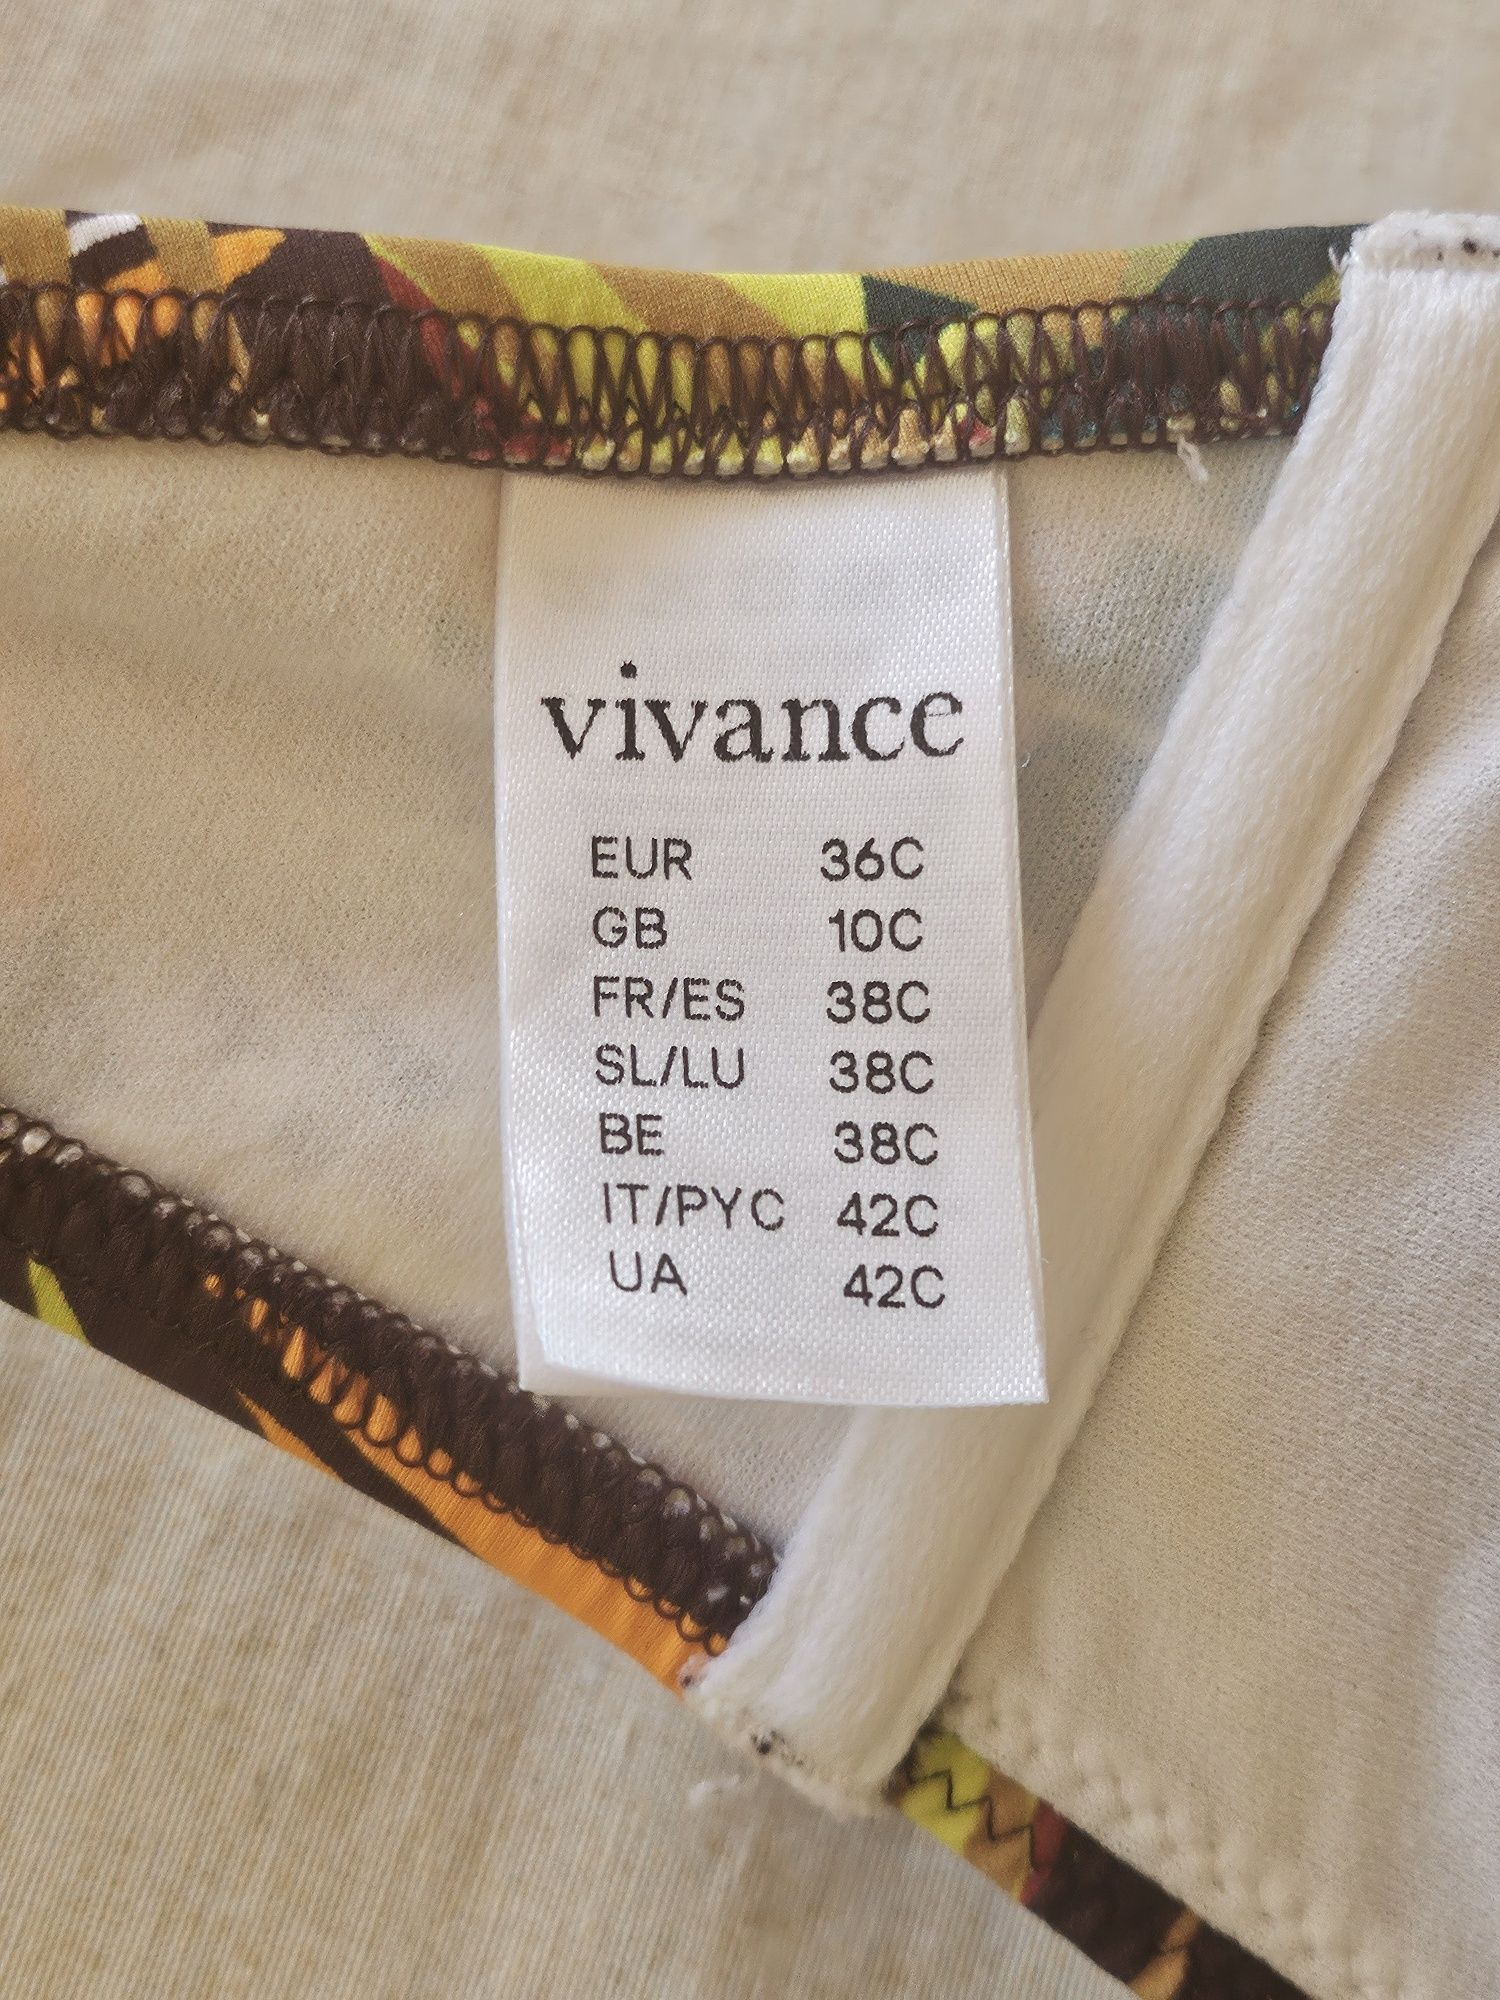 vivance
EUR 36C
GB 10C
FR/ES 38C
SL/LU 38C
BE 38C
IT/PYC 42C
UA 42C